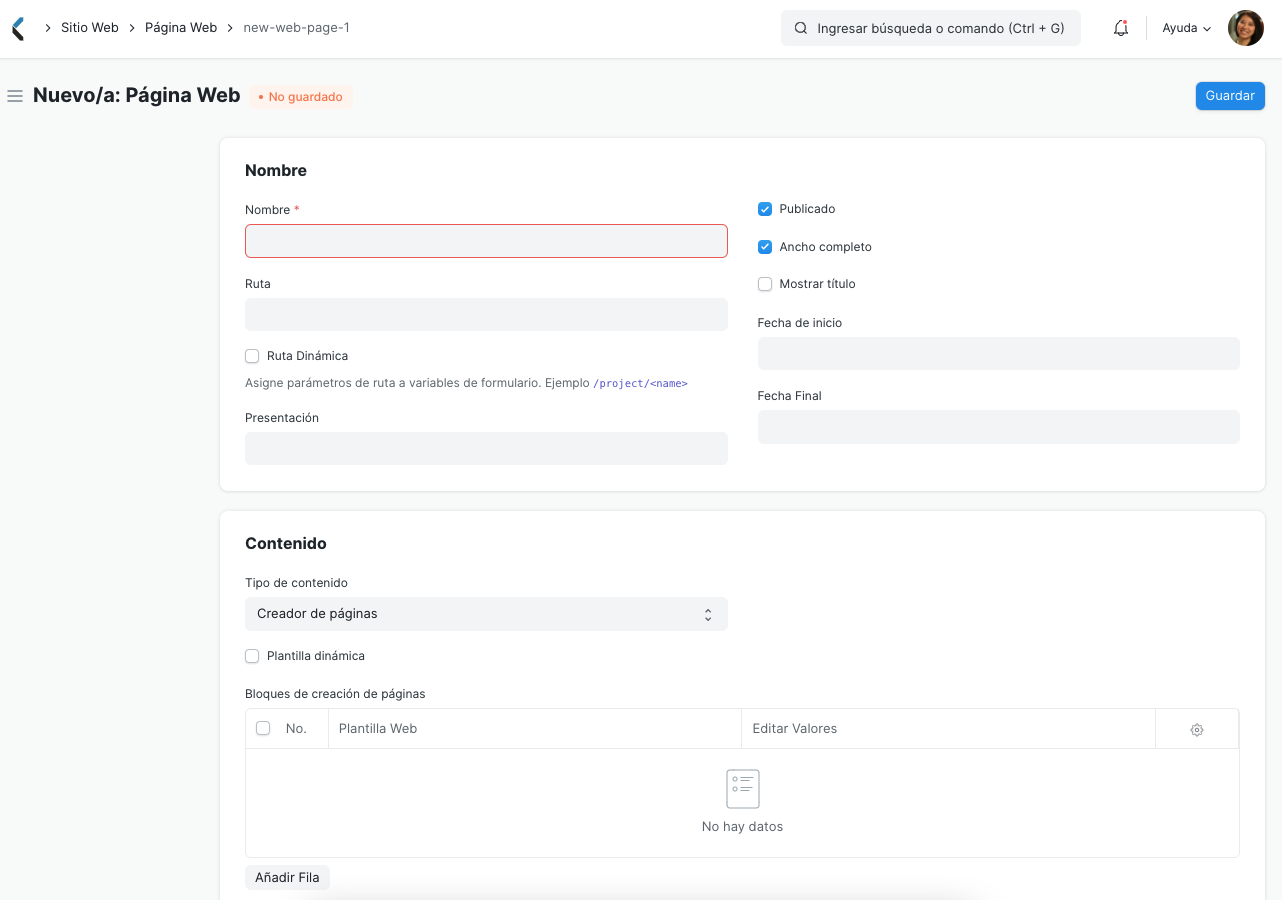 Sitio Web
Página Web
new-web-page-1
Ingresar búsqueda o comando (Ctrl + G)
Ayuda
Nuevo/a: Página Web
No guardado
Guardar
Nombre
Nombre *
Ruta
Ruta Dinámica
Asigne parámetros de ruta a variables de formulario. Ejemplo /project/<name>
Presentación
Publicado
Ancho completo
Mostrar título
Fecha de inicio
Fecha Final
Contenido
Tipo de contenido
Creador de páginas
Plantilla dinámica
Bloques de creación de páginas
No.
Plantilla Web
Editar Valores
No hay datos
Añadir Fila